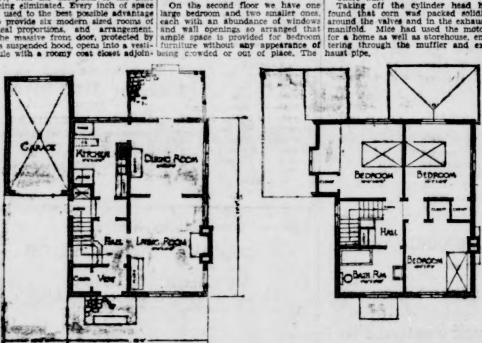 being eliminated. Every inch of space
used to the best possible advantage
provide six modern sized rooms of
ideal proportions, and arrangement.
The massive front door, protected by
a suspended hood, opens into a vesti-
bule with a roomy coat closet adjoin-
On the second floor we have one
large bedroom and two smaller ones,
each with an abundance of windows
and wall openings so arranged that
ample space is provided for bedroom
furniture without any appearance of
being crowded or out of place. The
Taking off the cylinder head he
found that corn was packed solidly
around the valves and in the exhaust
manifold. Mice had used the motor
for a home as well as storehouse, en-
tering through the muffler and ex-
haust pipe.
GARAGE
KITCHEN
DINING ROOM
HALL
LIVING ROOM
VEST
BEDROOM
BEDROOM
HALL
BATH RM
BEDROOM